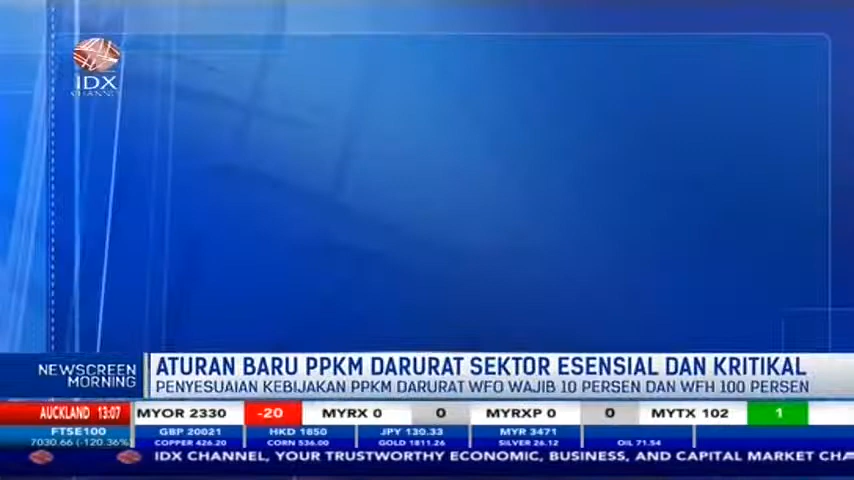 IDX
CHANNEL
ATURAN BARU PPKM DARURAT SEKTOR ESENSIAL DAN KRITIKAL
NEWSCREEN
MORNING
PENYESUAIAN KEBIJAKAN PPKM DARURAT WFO WAJIB 10 PERSEN DAN WFH 100 PERSEN
AUCKLAND 13:07 MYOR 2330 -20 MYRX 0 0 MYRXP 0 0 MYTX 102 1
FTSE100 GBP 20021 HKD 1850 JPY 130.33 MYR 3471
7030.66 (-120.36% COPPER 426.20 CORN 536.00 GOLD 1811.26 SILVER 26.12 OIL 71.54
IDX CHANNEL, YOUR TRUSTWORTHY ECONOMIC, BUSINESS, AND CAPITAL MARKET CHA